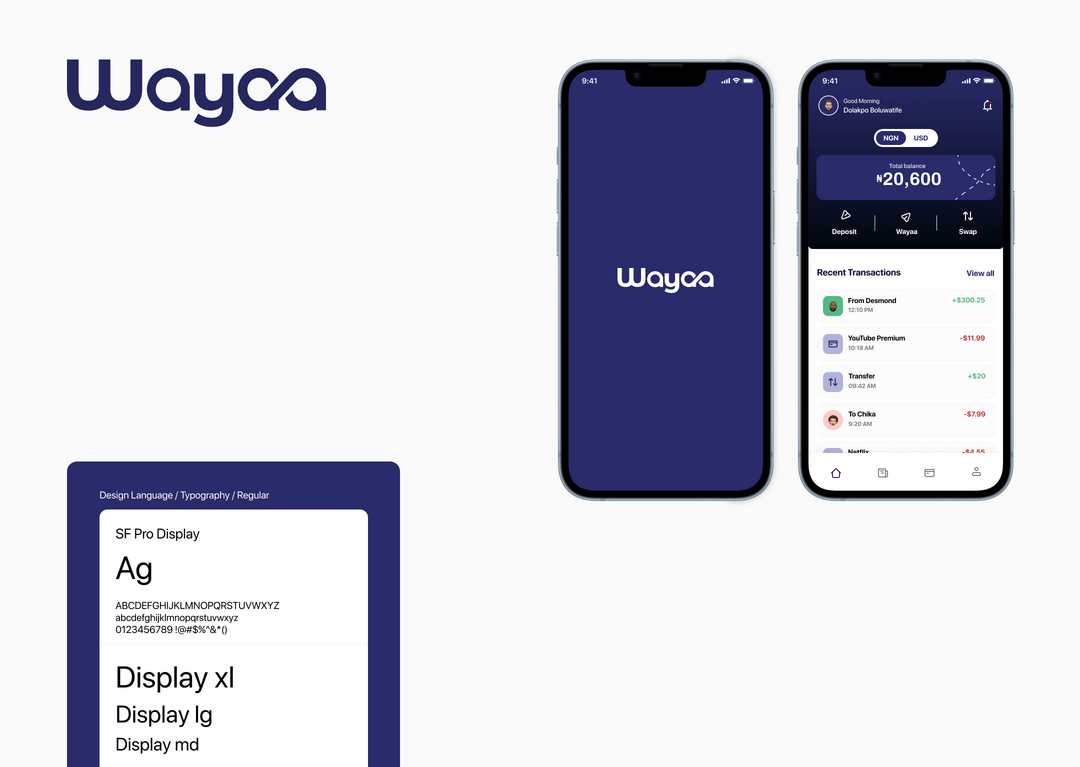 Wayaa
9:41
Wayaa
9:41
Good Morning
Dolakpo Boluwatife
NGN USD
Total balance
₦20,600
Deposit Wayaa Swap
Recent Transactions View all
From Desmond +$300.25
12:10 PM
YouTube Premium -$11.99
10:18 AM
Transfer +$20
09:42 AM
To Chika -$7.99
9:20 AM
Netflix -$4.55
Design Language / Typography / Regular
SF Pro Display
Ag
ABCDEFGHIJKLMNOPQRSTUVWXYZ
abcdefghijklmnopqrstuvwxyz
0123456789 !@#$%^&*()
Display xl
Display lg
Display md